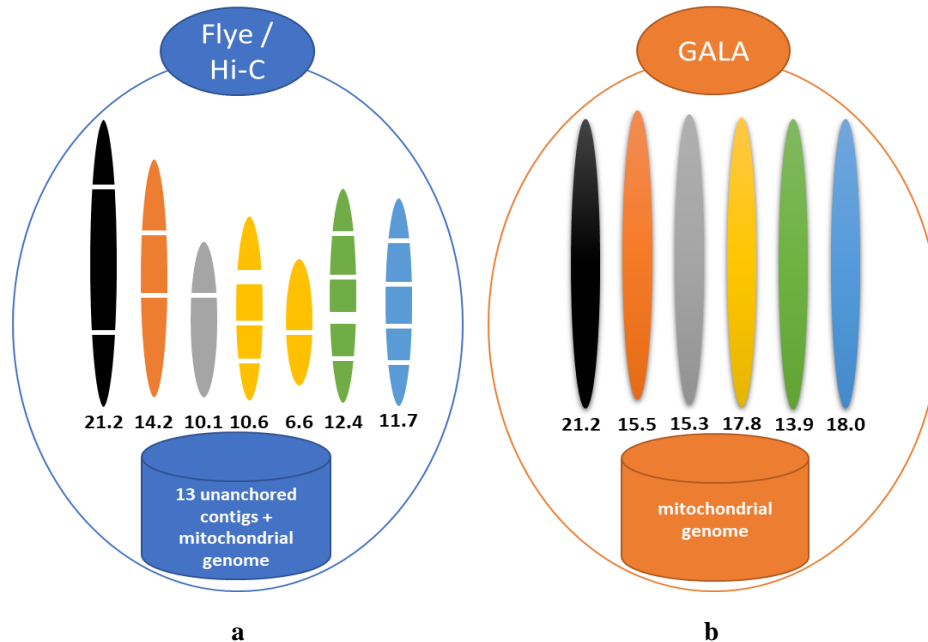 Flye /
Hi-C
21.2 14.2 10.1 10.6 6.6 12.4 11.7
13 unanchored
contigs +
mitochondrial
genome
a
GALA
21.2 15.5 15.3 17.8 13.9 18.0
mitochondrial
genome
b